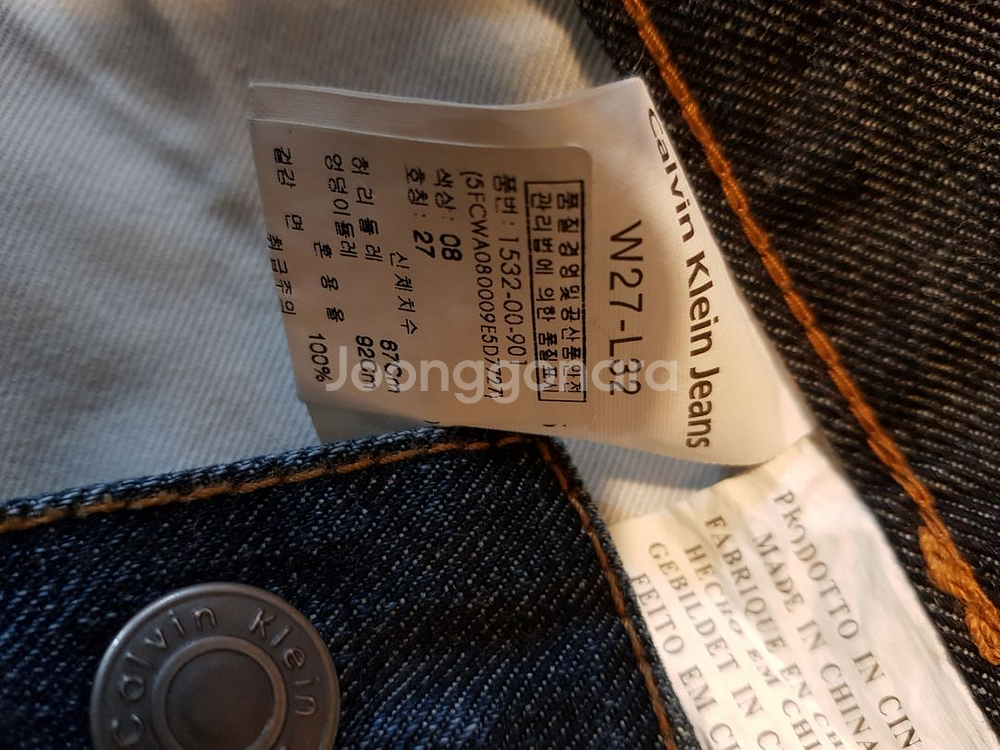 Calvin Klein Jeans
W27-L32
품질경영및공산품안전
관리법에 의한 품질표시
품번 : 1532-00-901
(5FCWA080009E5D7727)
색상 : 08
호칭 : 27
신체치수
허리둘레 67cm
엉덩이둘레 92cm
겉감 면 혼용율 100%
취급주의
PRODOTTO IN CIN
MADE IN CHINA
FABRIQUE EN CH
HECHO EM CHI
GEBILDET IN C
FEITO EM C
Calvin Klein
Joonggonara